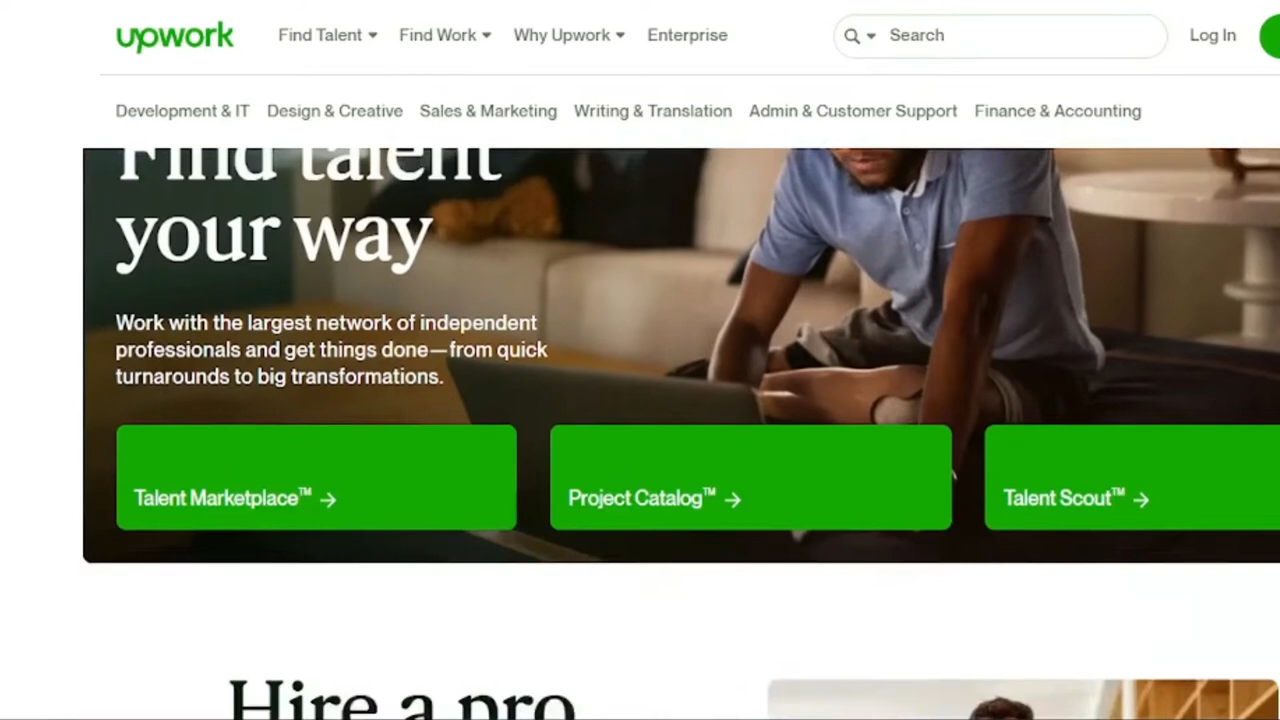 upwork Find Talent Find Work Why Upwork Enterprise Search Log In
Development & IT Design & Creative Sales & Marketing Writing & Translation Admin & Customer Support Finance & Accounting
Find talent
your way
Work with the largest network of independent
professionals and get things done—from quick
turnarounds to big transformations.
Talent Marketplace™ → Project Catalog™ → Talent Scout™ →
Hire a pro